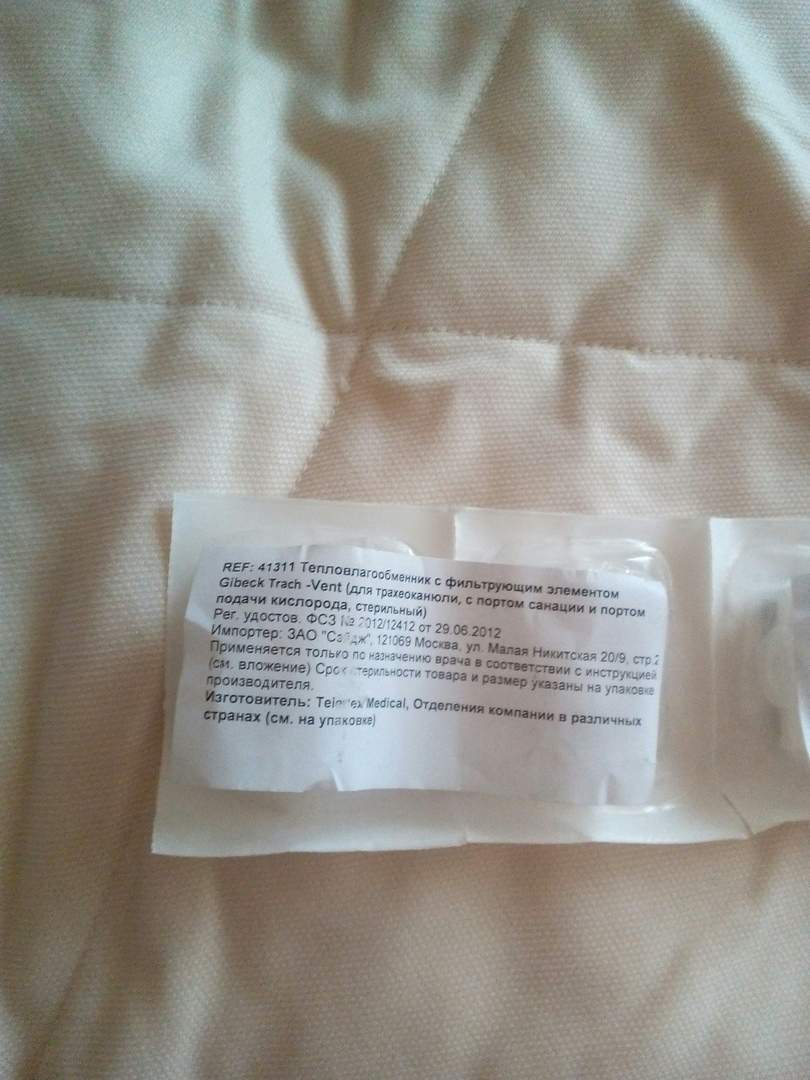 REF: 41311 Тепловлагообменник с фильтрующим элементом
Gibeck Trach -Vent (для трахеоканюли, с портом санации и портом
подачи кислорода, стерильный)
Рег. удостов. ФСЗ № 2012/12412 от 29.06.2012
Импортер: ЗАО "Сэйдж", 121069 Москва, ул. Малая Никитская 20/9, стр.2
Применяется только по назначению врача в соответствии с инструкцией
(см. вложение) Срок стерильности товара и размер указаны на упаковке
производителя.
Изготовитель: Medical, Отделения компании в различных
странах (см. на упаковке)